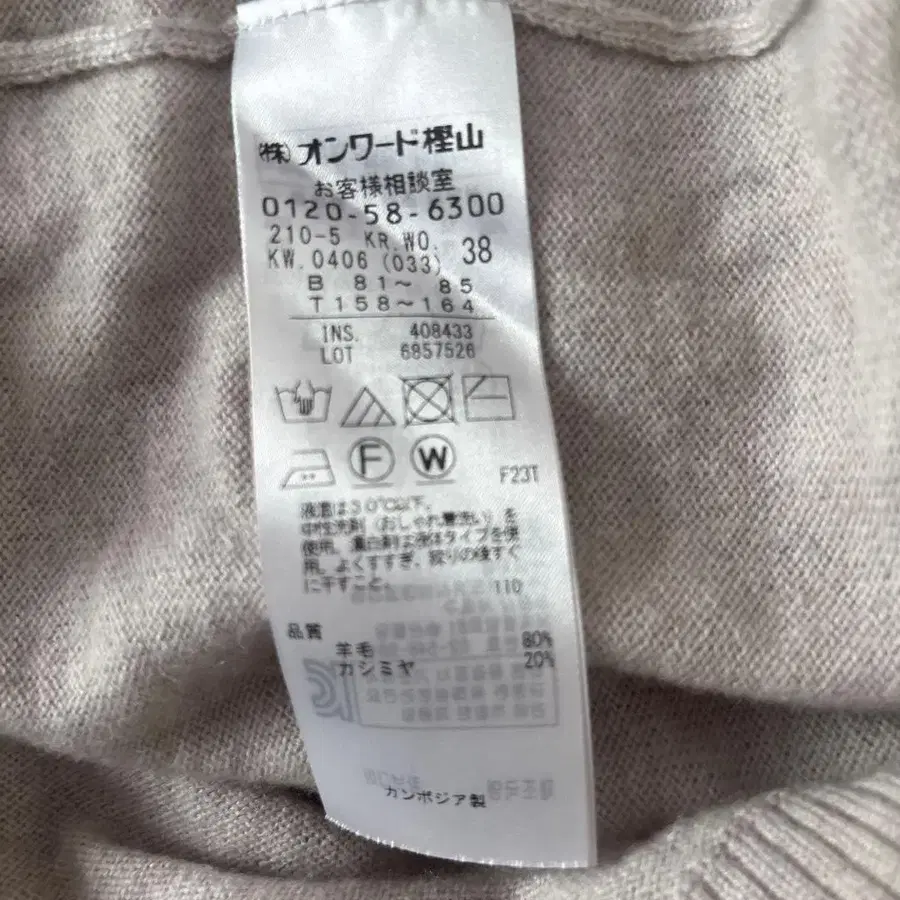 (株)オンワード樫山
お客様相談室
0120-58-6300
210-5 KR.WO. 38
KW.0406 (033)
B 81～ 85
T 158～164
INS. 408433
LOT 6857526
F W
F23T
液温は30℃以下、
中性洗剤(おしゃれ着洗い)を
使用。漂白剤は液体タイプを使
用。よくすすぎ、絞りの後すぐ
に干すこと。 110
品質
羊毛 80%
カシミヤ 20%
カンボジア製